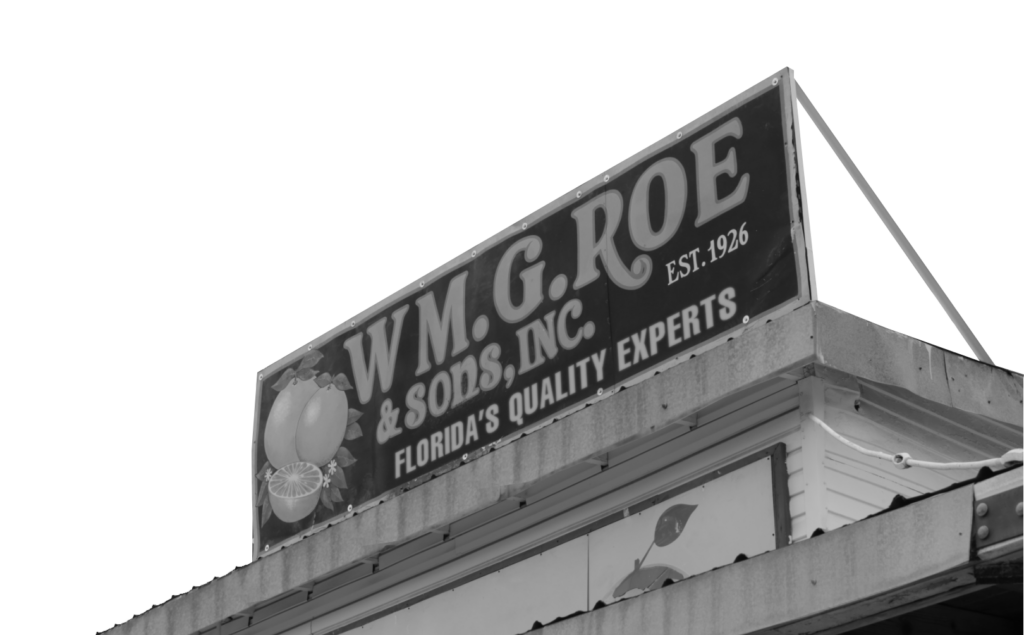 WM. G. ROE
& SONS, INC.
EST. 1926
FLORIDA'S QUALITY EXPERTS